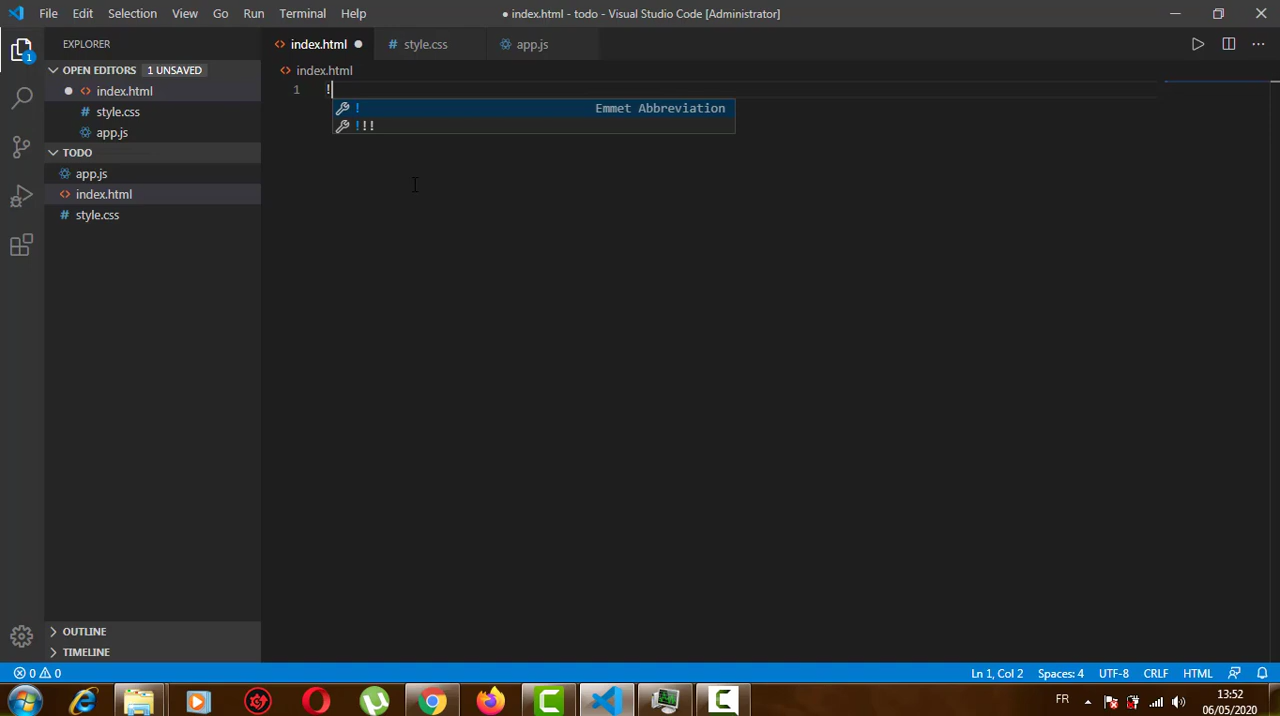 File Edit Selection View Go Run Terminal Help
● index.html - todo - Visual Studio Code [Administrator]
EXPLORER
index.html
style.css
app.js
OPEN EDITORS 1 UNSAVED
index.html
index.html
1 !
! Emmet Abbreviation
!!!
style.css
app.js
TODO
app.js
index.html
style.css
OUTLINE
TIMELINE
0 0
Ln 1, Col 2 Spaces: 4 UTF-8 CRLF HTML
1
FR
13:52
06/05/2020